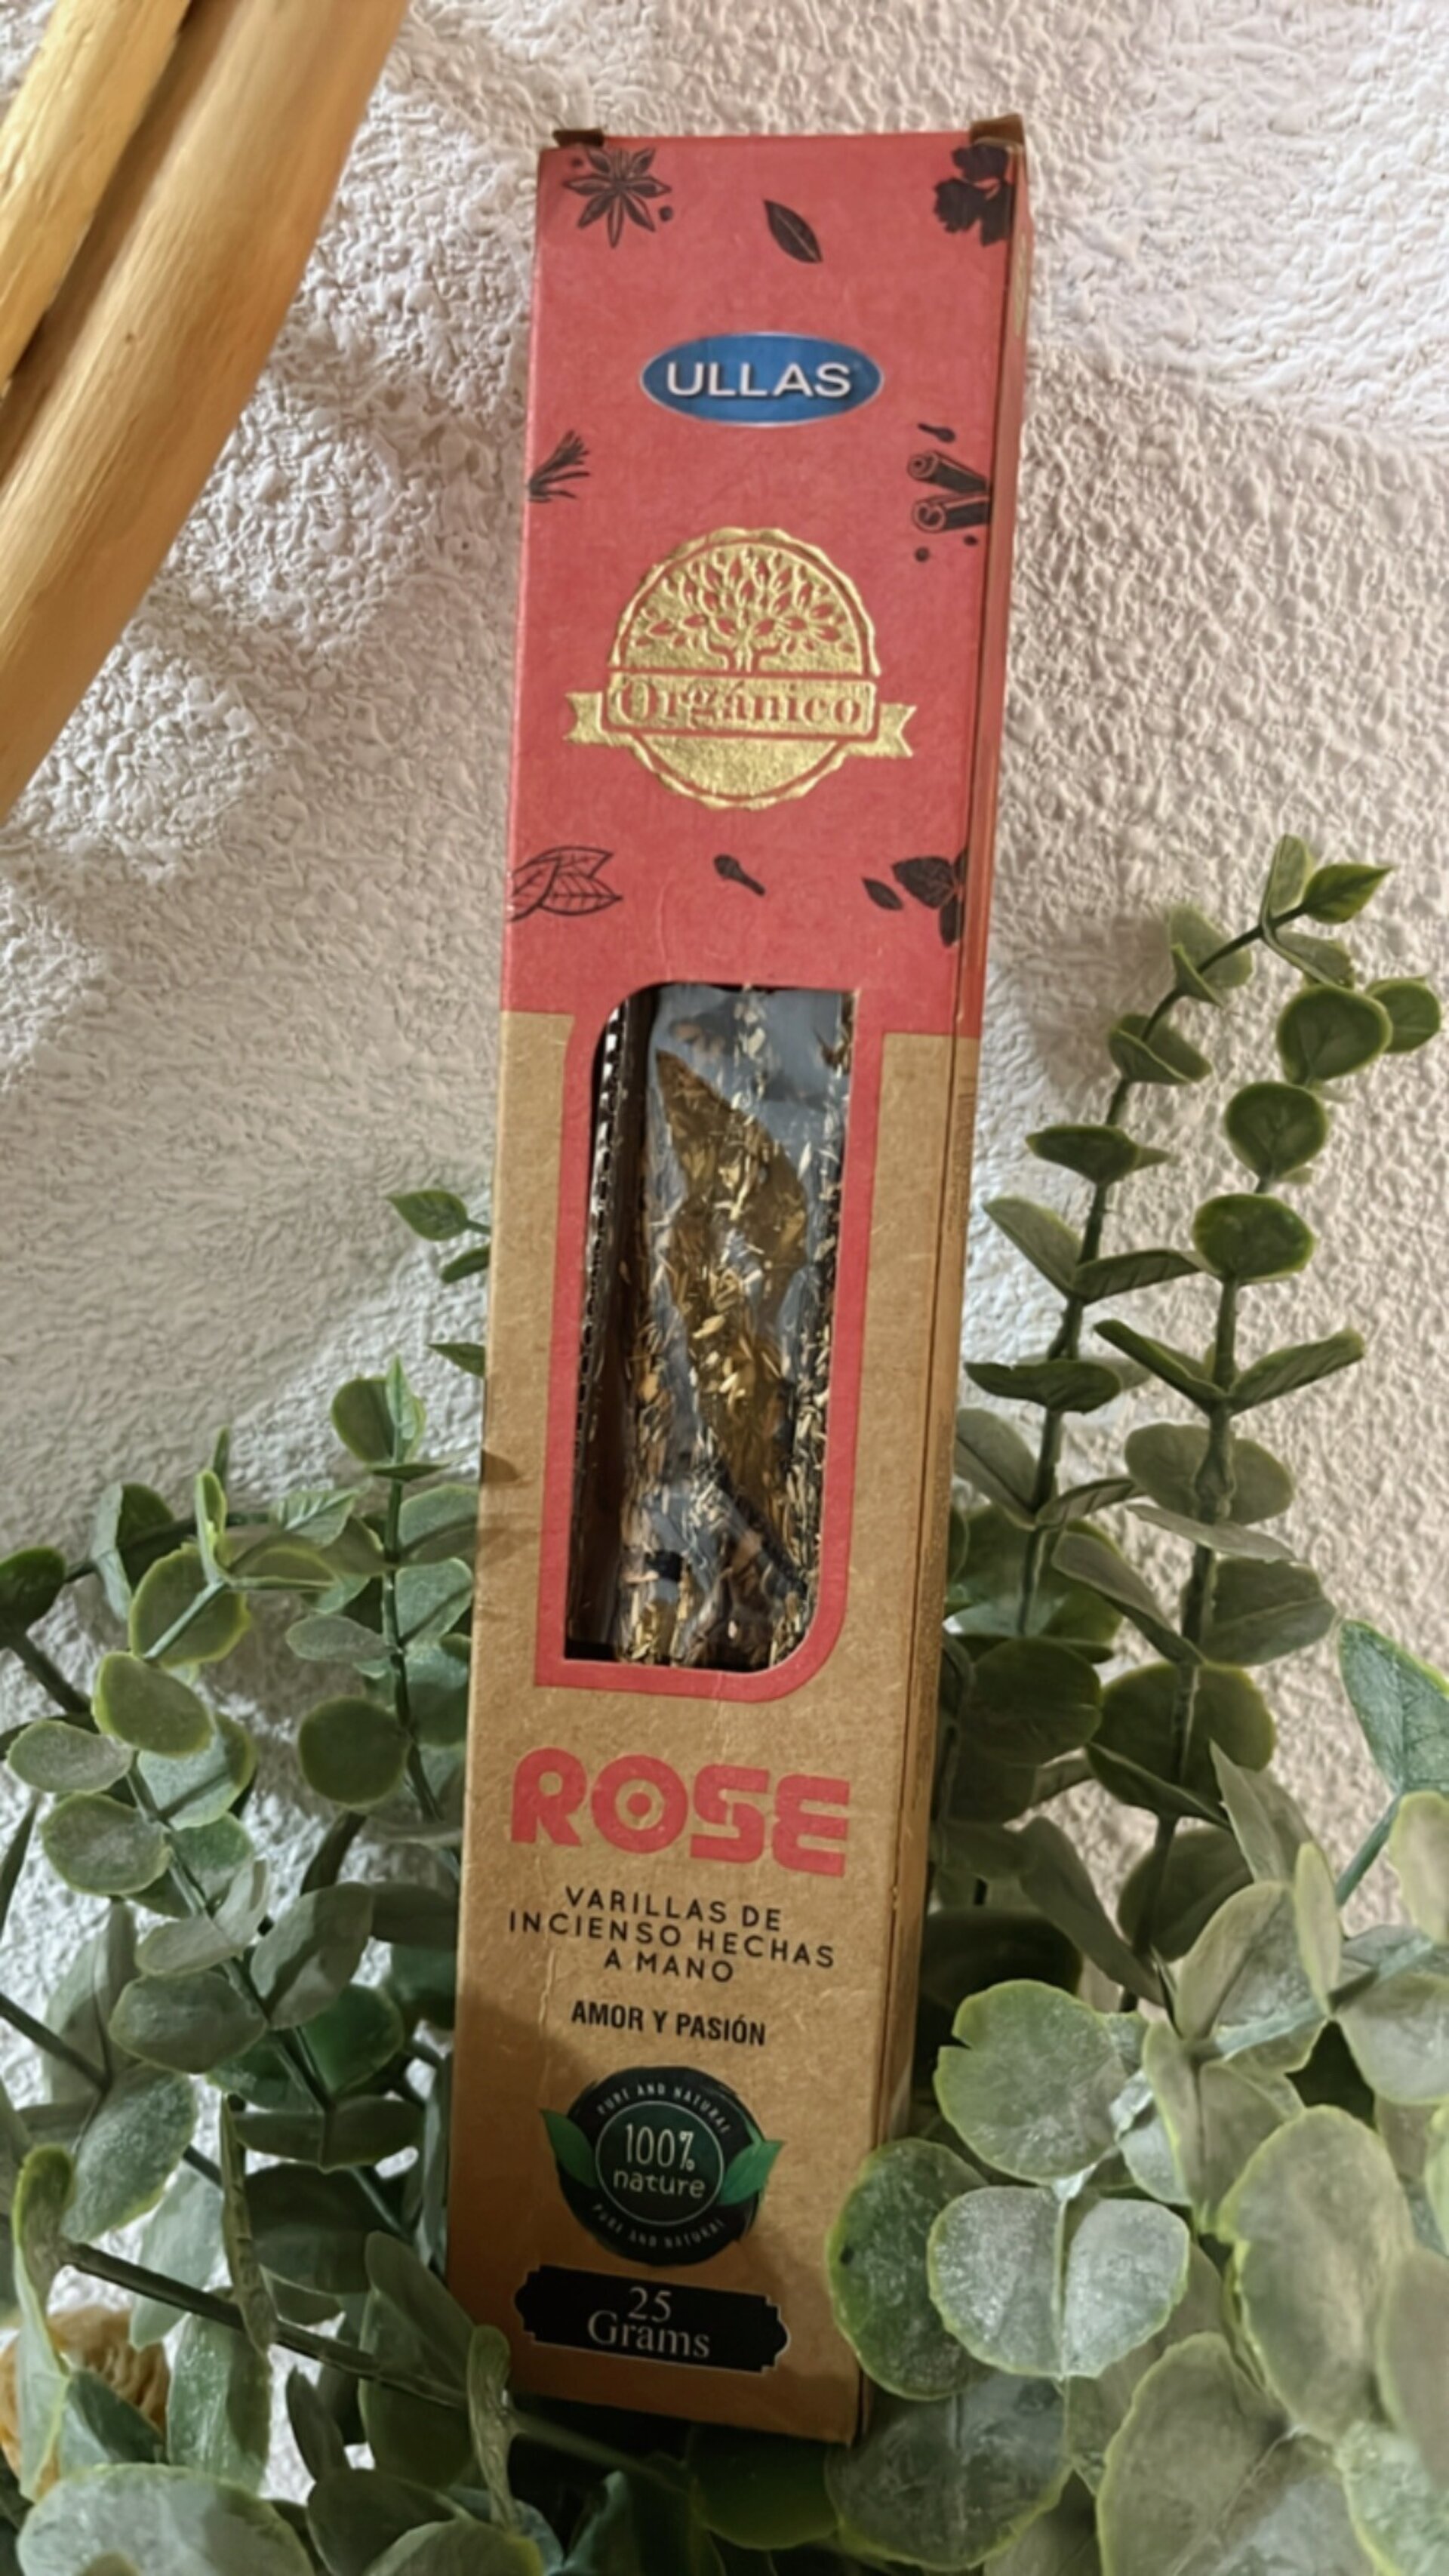 ULLAS
Orgánico
ROSE
VARILLAS DE
INCIENSO HECHAS
A MANO
AMOR Y PASIÓN
PURE AND NATURAL
100%
nature
PURE AND NATURAL
25
Grams